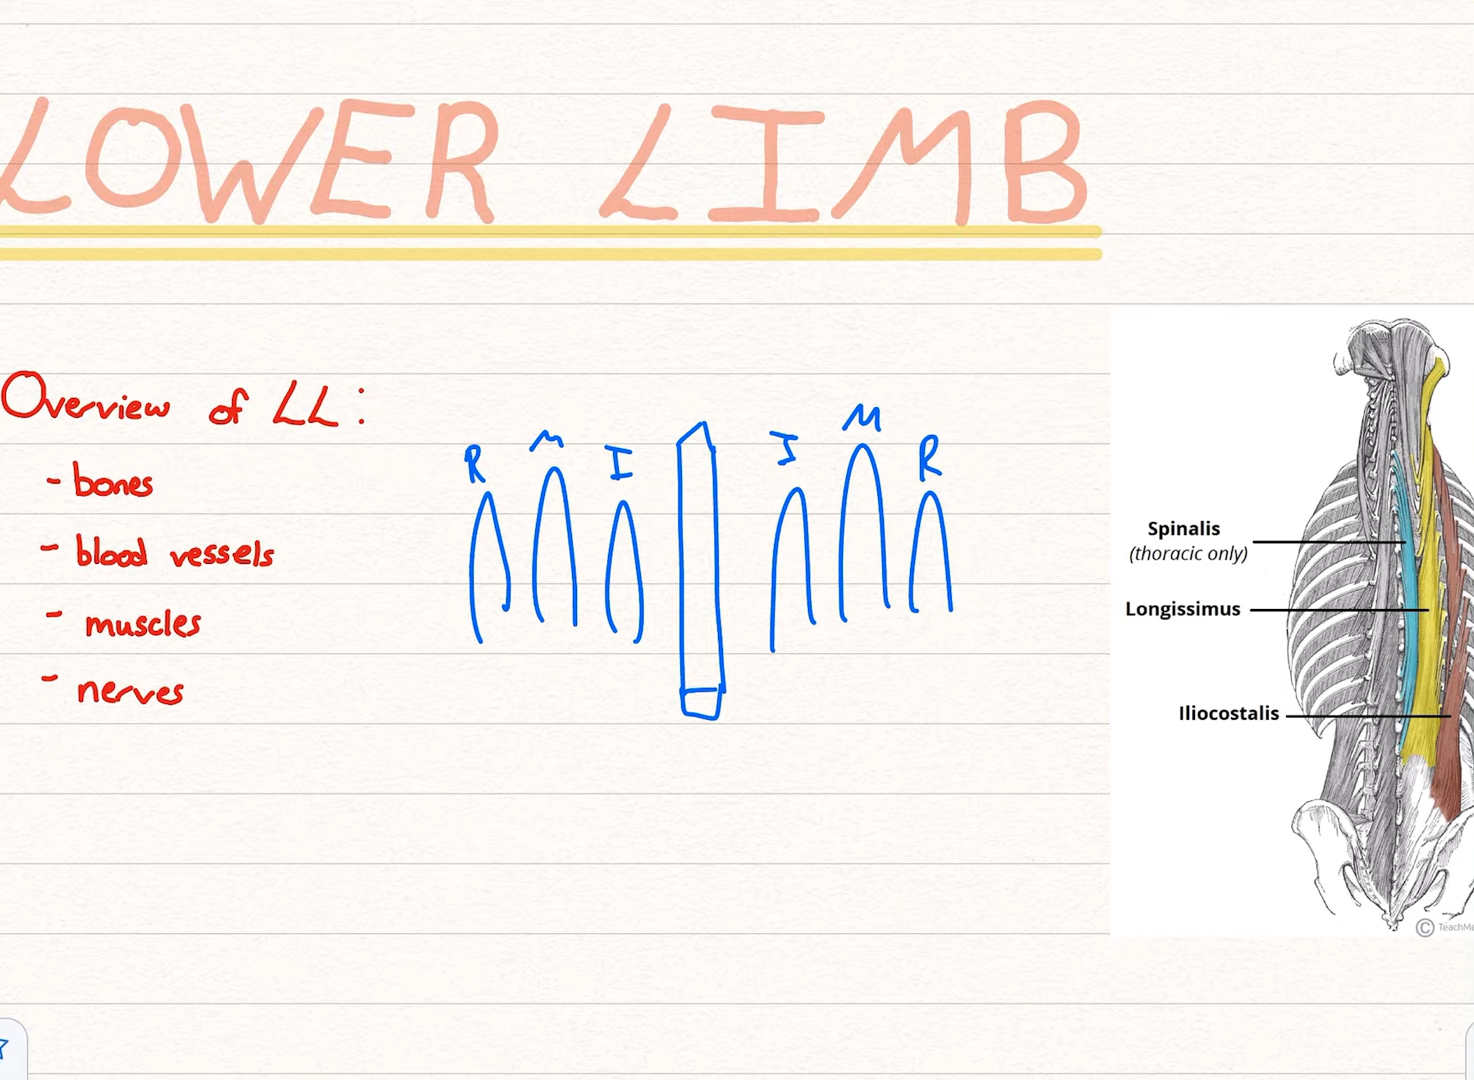 LOWER LIMB
Overview of LL:
- bones
- blood vessels
- muscles
- nerves
R M I I M R
Spinalis
(thoracic only)
Longissimus
Iliocostalis
©